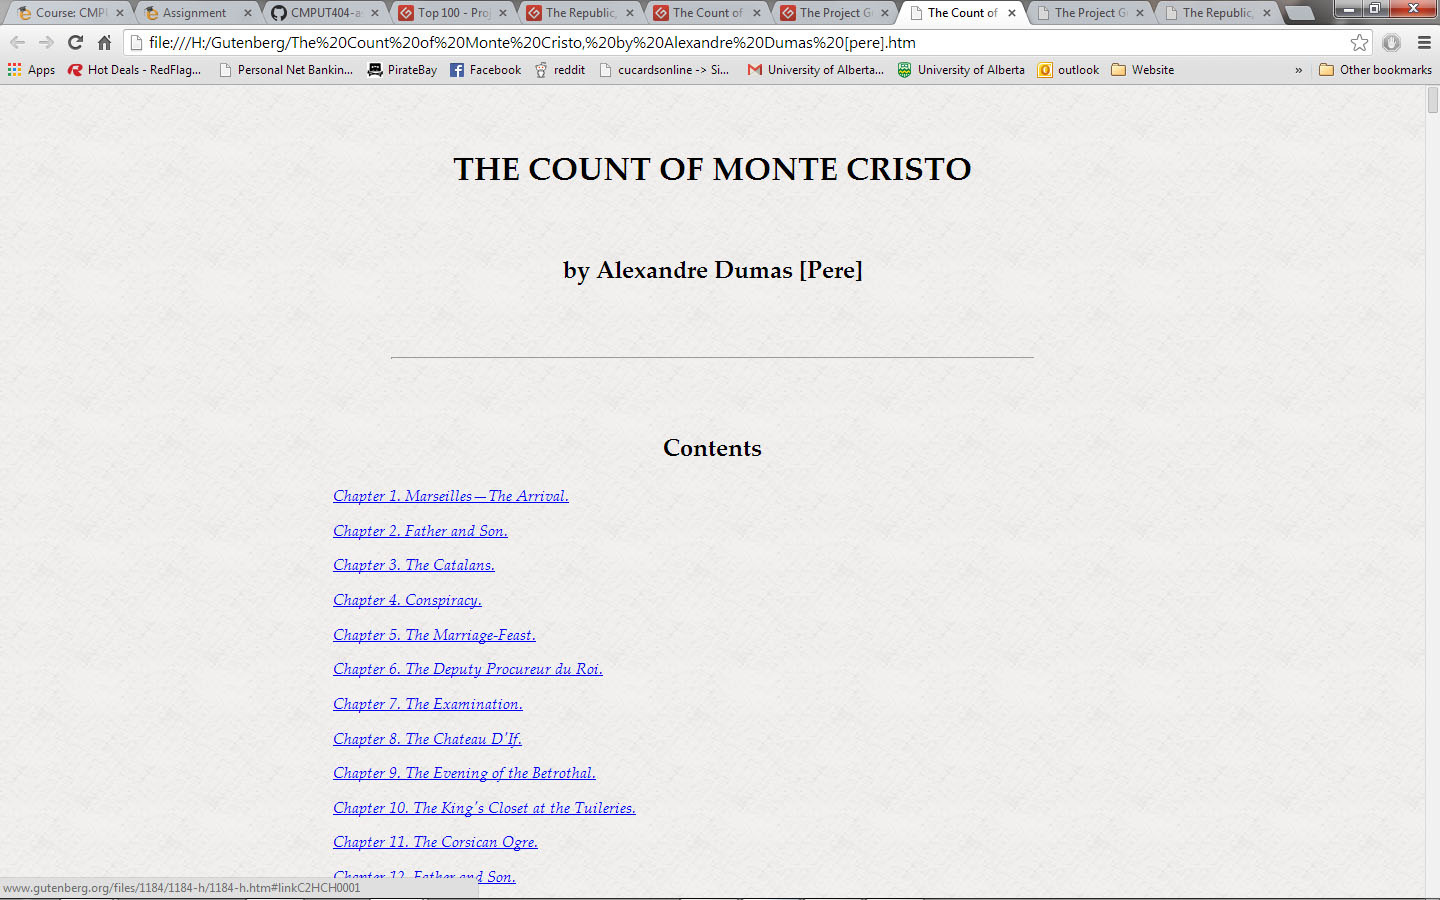 Course: CMPU
Assignment
CMPUT404-a
Top 100 - Proj
The Republic,
The Count of
The Project G
The Count of
The Project G
The Republic,
file:///H:/Gutenberg/The%20Count%20of%20Monte%20Cristo,%20by%20Alexandre%20Dumas%20[pere].htm
Apps
Hot Deals - RedFlag...
Personal Net Bankin...
PirateBay
Facebook
reddit
cucardsonline -> Si...
University of Alberta...
University of Alberta
outlook
Website
»
Other bookmarks
THE COUNT OF MONTE CRISTO
by Alexandre Dumas [Pere]
Contents
Chapter 1. Marseilles—The Arrival.
Chapter 2. Father and Son.
Chapter 3. The Catalans.
Chapter 4. Conspiracy.
Chapter 5. The Marriage-Feast.
Chapter 6. The Deputy Procureur du Roi.
Chapter 7. The Examination.
Chapter 8. The Chateau D'If.
Chapter 9. The Evening of the Betrothal.
Chapter 10. The King's Closet at the Tuileries.
Chapter 11. The Corsican Ogre.
Chapter 12. Father and Son.
www.gutenberg.org/files/1184/1184-h/1184-h.htm#linkC2HCH0001